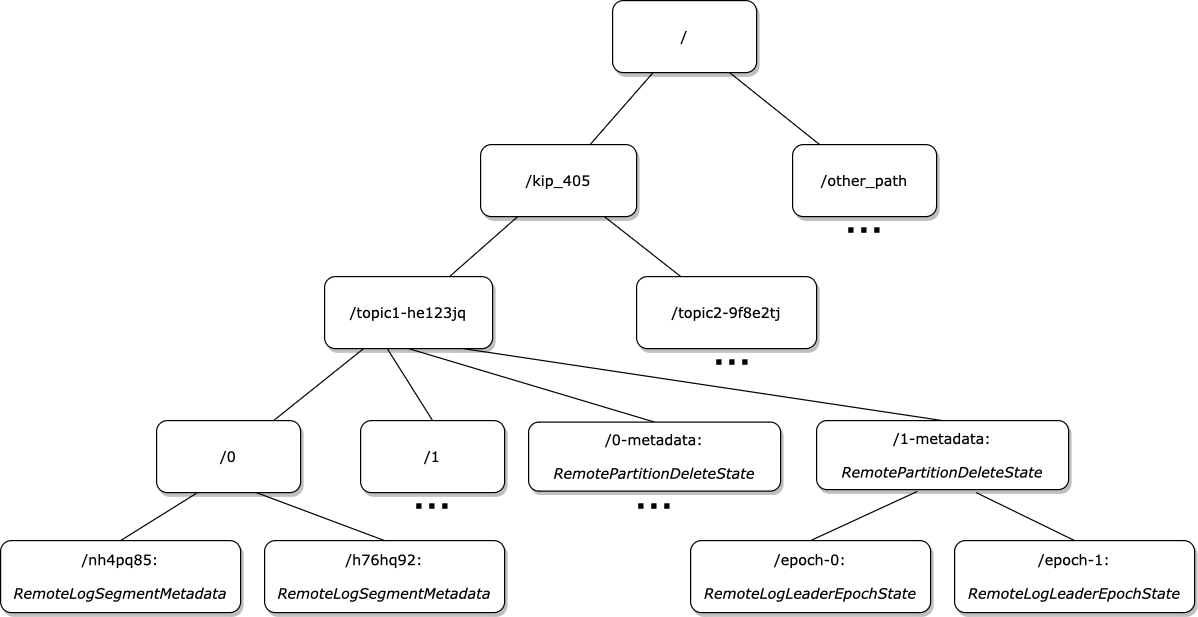 /
/kip_405
/other_path
...
/topic1-he123jq
/topic2-9f8e2tj
...
/0
/1
...
/0-metadata:
RemotePartitionDeleteState
...
/1-metadata:
RemotePartitionDeleteState
/nh4pq85:
RemoteLogSegmentMetadata
/h76hq92:
RemoteLogSegmentMetadata
/epoch-0:
RemoteLogLeaderEpochState
/epoch-1:
RemoteLogLeaderEpochState